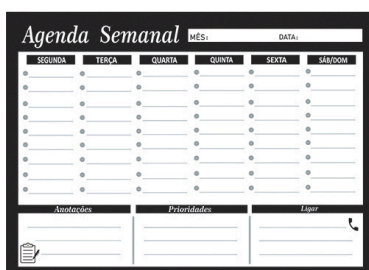 Agenda Semanal MÊS: DATA:
SEGUNDA TERÇA QUARTA QUINTA SEXTA SÁB/DOM
Anotações Prioridades Ligar